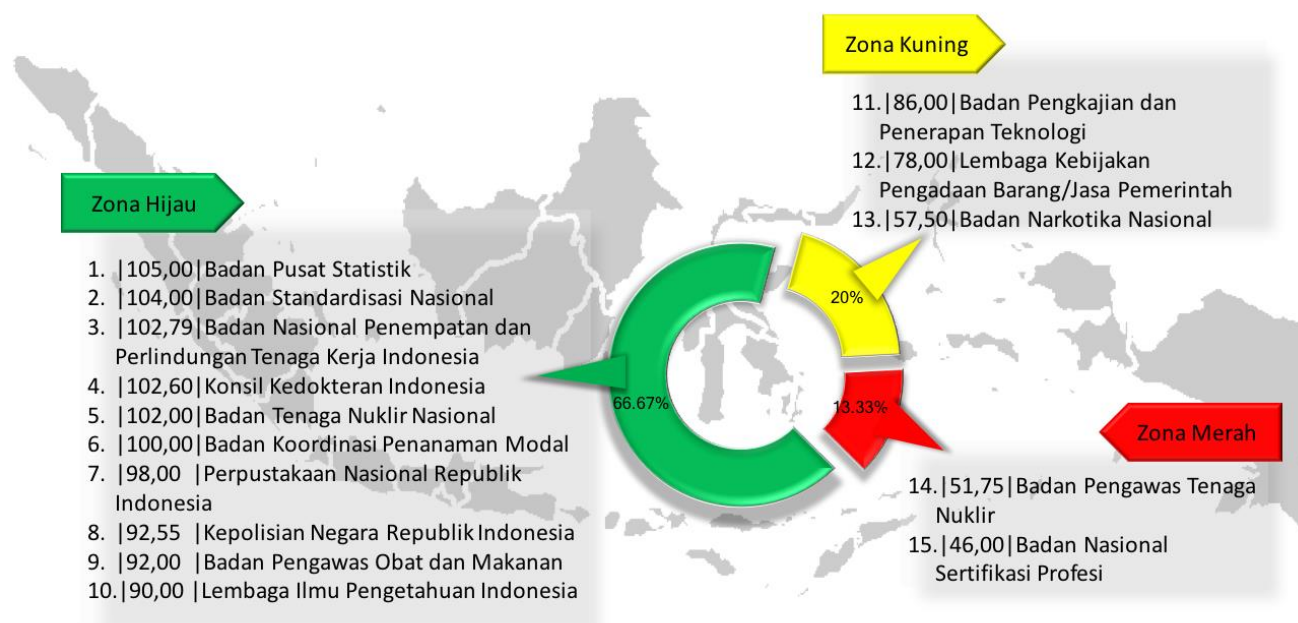 Zona Kuning
11.|86,00|Badan Pengkajian dan
Penerapan Teknologi
12.|78,00|Lembaga Kebijakan
Pengadaan Barang/Jasa Pemerintah
13.|57,50|Badan Narkotika Nasional
Zona Hijau
1. |105,00|Badan Pusat Statistik
2. |104,00|Badan Standardisasi Nasional
3. |102,79|Badan Nasional Penempatan dan
Perlindungan Tenaga Kerja Indonesia
4. |102,60|Konsil Kedokteran Indonesia
5. |102,00|Badan Tenaga Nuklir Nasional
6. |100,00|Badan Koordinasi Penanaman Modal
7. |98,00 |Perpustakaan Nasional Republik
Indonesia
8. |92,55 |Kepolisian Negara Republik Indonesia
9. |92,00 |Badan Pengawas Obat dan Makanan
10.|90,00 |Lembaga Ilmu Pengetahuan Indonesia
20%
66.67%
13.33%
Zona Merah
14.|51,75|Badan Pengawas Tenaga
Nuklir
15.|46,00|Badan Nasional
Sertifikasi Profesi